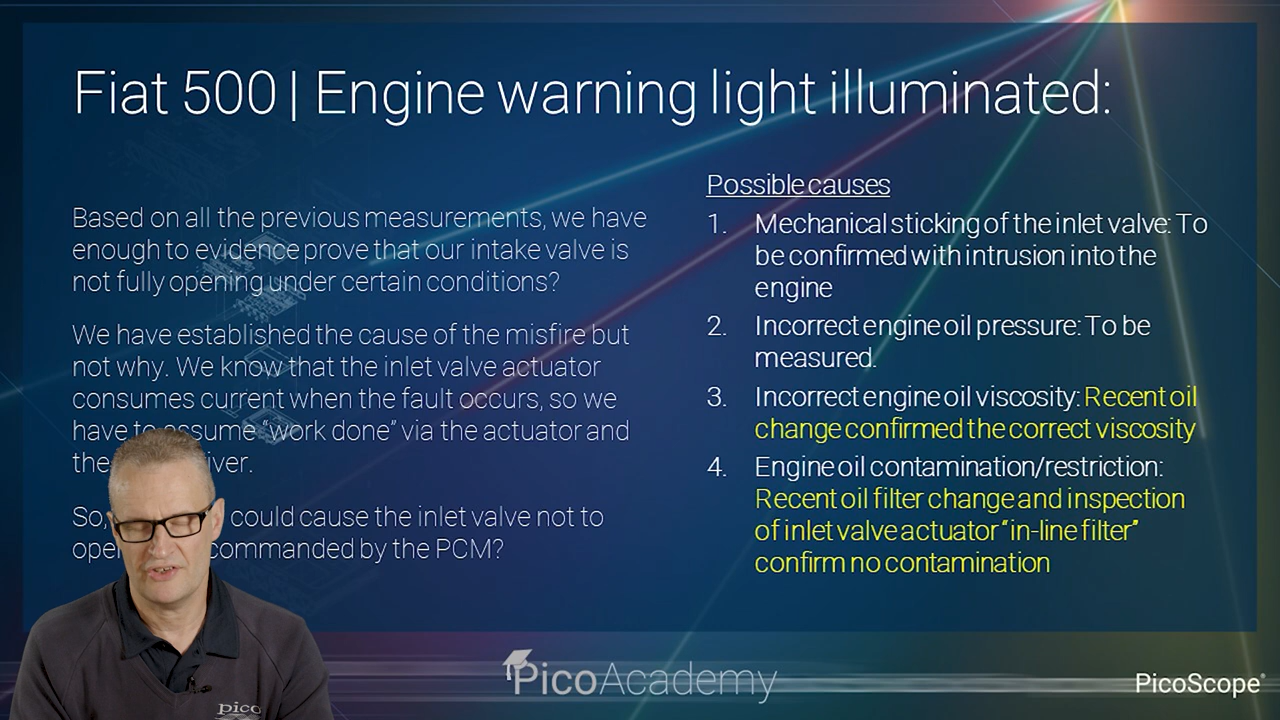 Fiat 500 | Engine warning light illuminated:
Based on all the previous measurements, we have
enough to evidence prove that our intake valve is
not fully opening under certain conditions?
We have established the cause of the misfire but
not why. We know that the inlet valve actuator
consumes current when the fault occurs, so we
have to assume “work done” via the actuator and
the iver.
So, could cause the inlet valve not to
open commanded by the PCM?
Possible causes
1. Mechanical sticking of the inlet valve: To
be confirmed with intrusion into the
engine
2. Incorrect engine oil pressure: To be
measured.
3. Incorrect engine oil viscosity: Recent oil
change confirmed the correct viscosity
4. Engine oil contamination/restriction:
Recent oil filter change and inspection
of inlet valve actuator “in-line filter”
confirm no contamination
pico
PicoAcademy
PicoScope